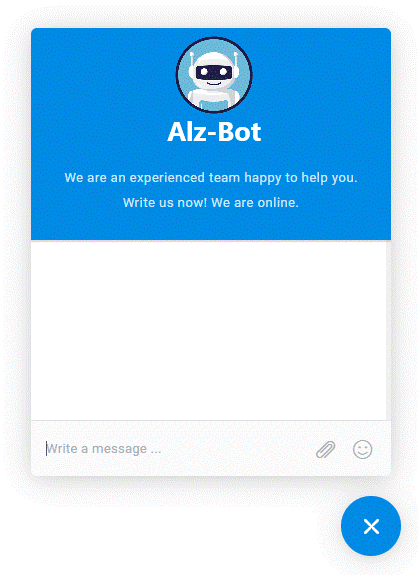 Alz-Bot
We are an experienced team happy to help you.
Write us now! We are online.
Write a message ...